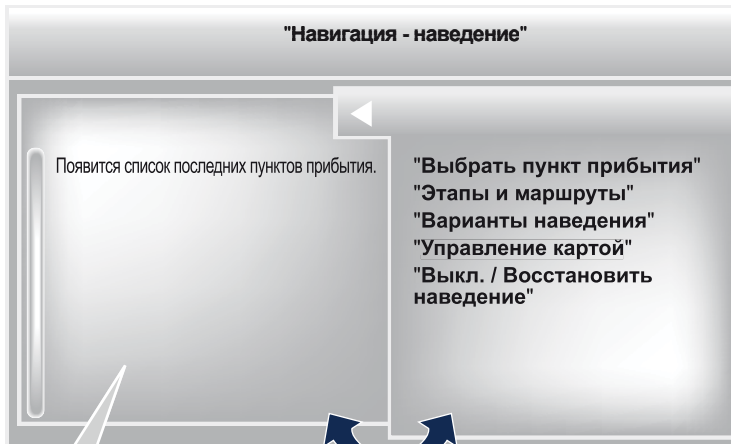 "Навигация - наведение"
Появится список последних пунктов прибытия.
"Выбрать пункт прибытия"
"Этапы и маршруты"
"Варианты наведения"
"Управление картой"
"Выкл. / Восстановить
наведение"